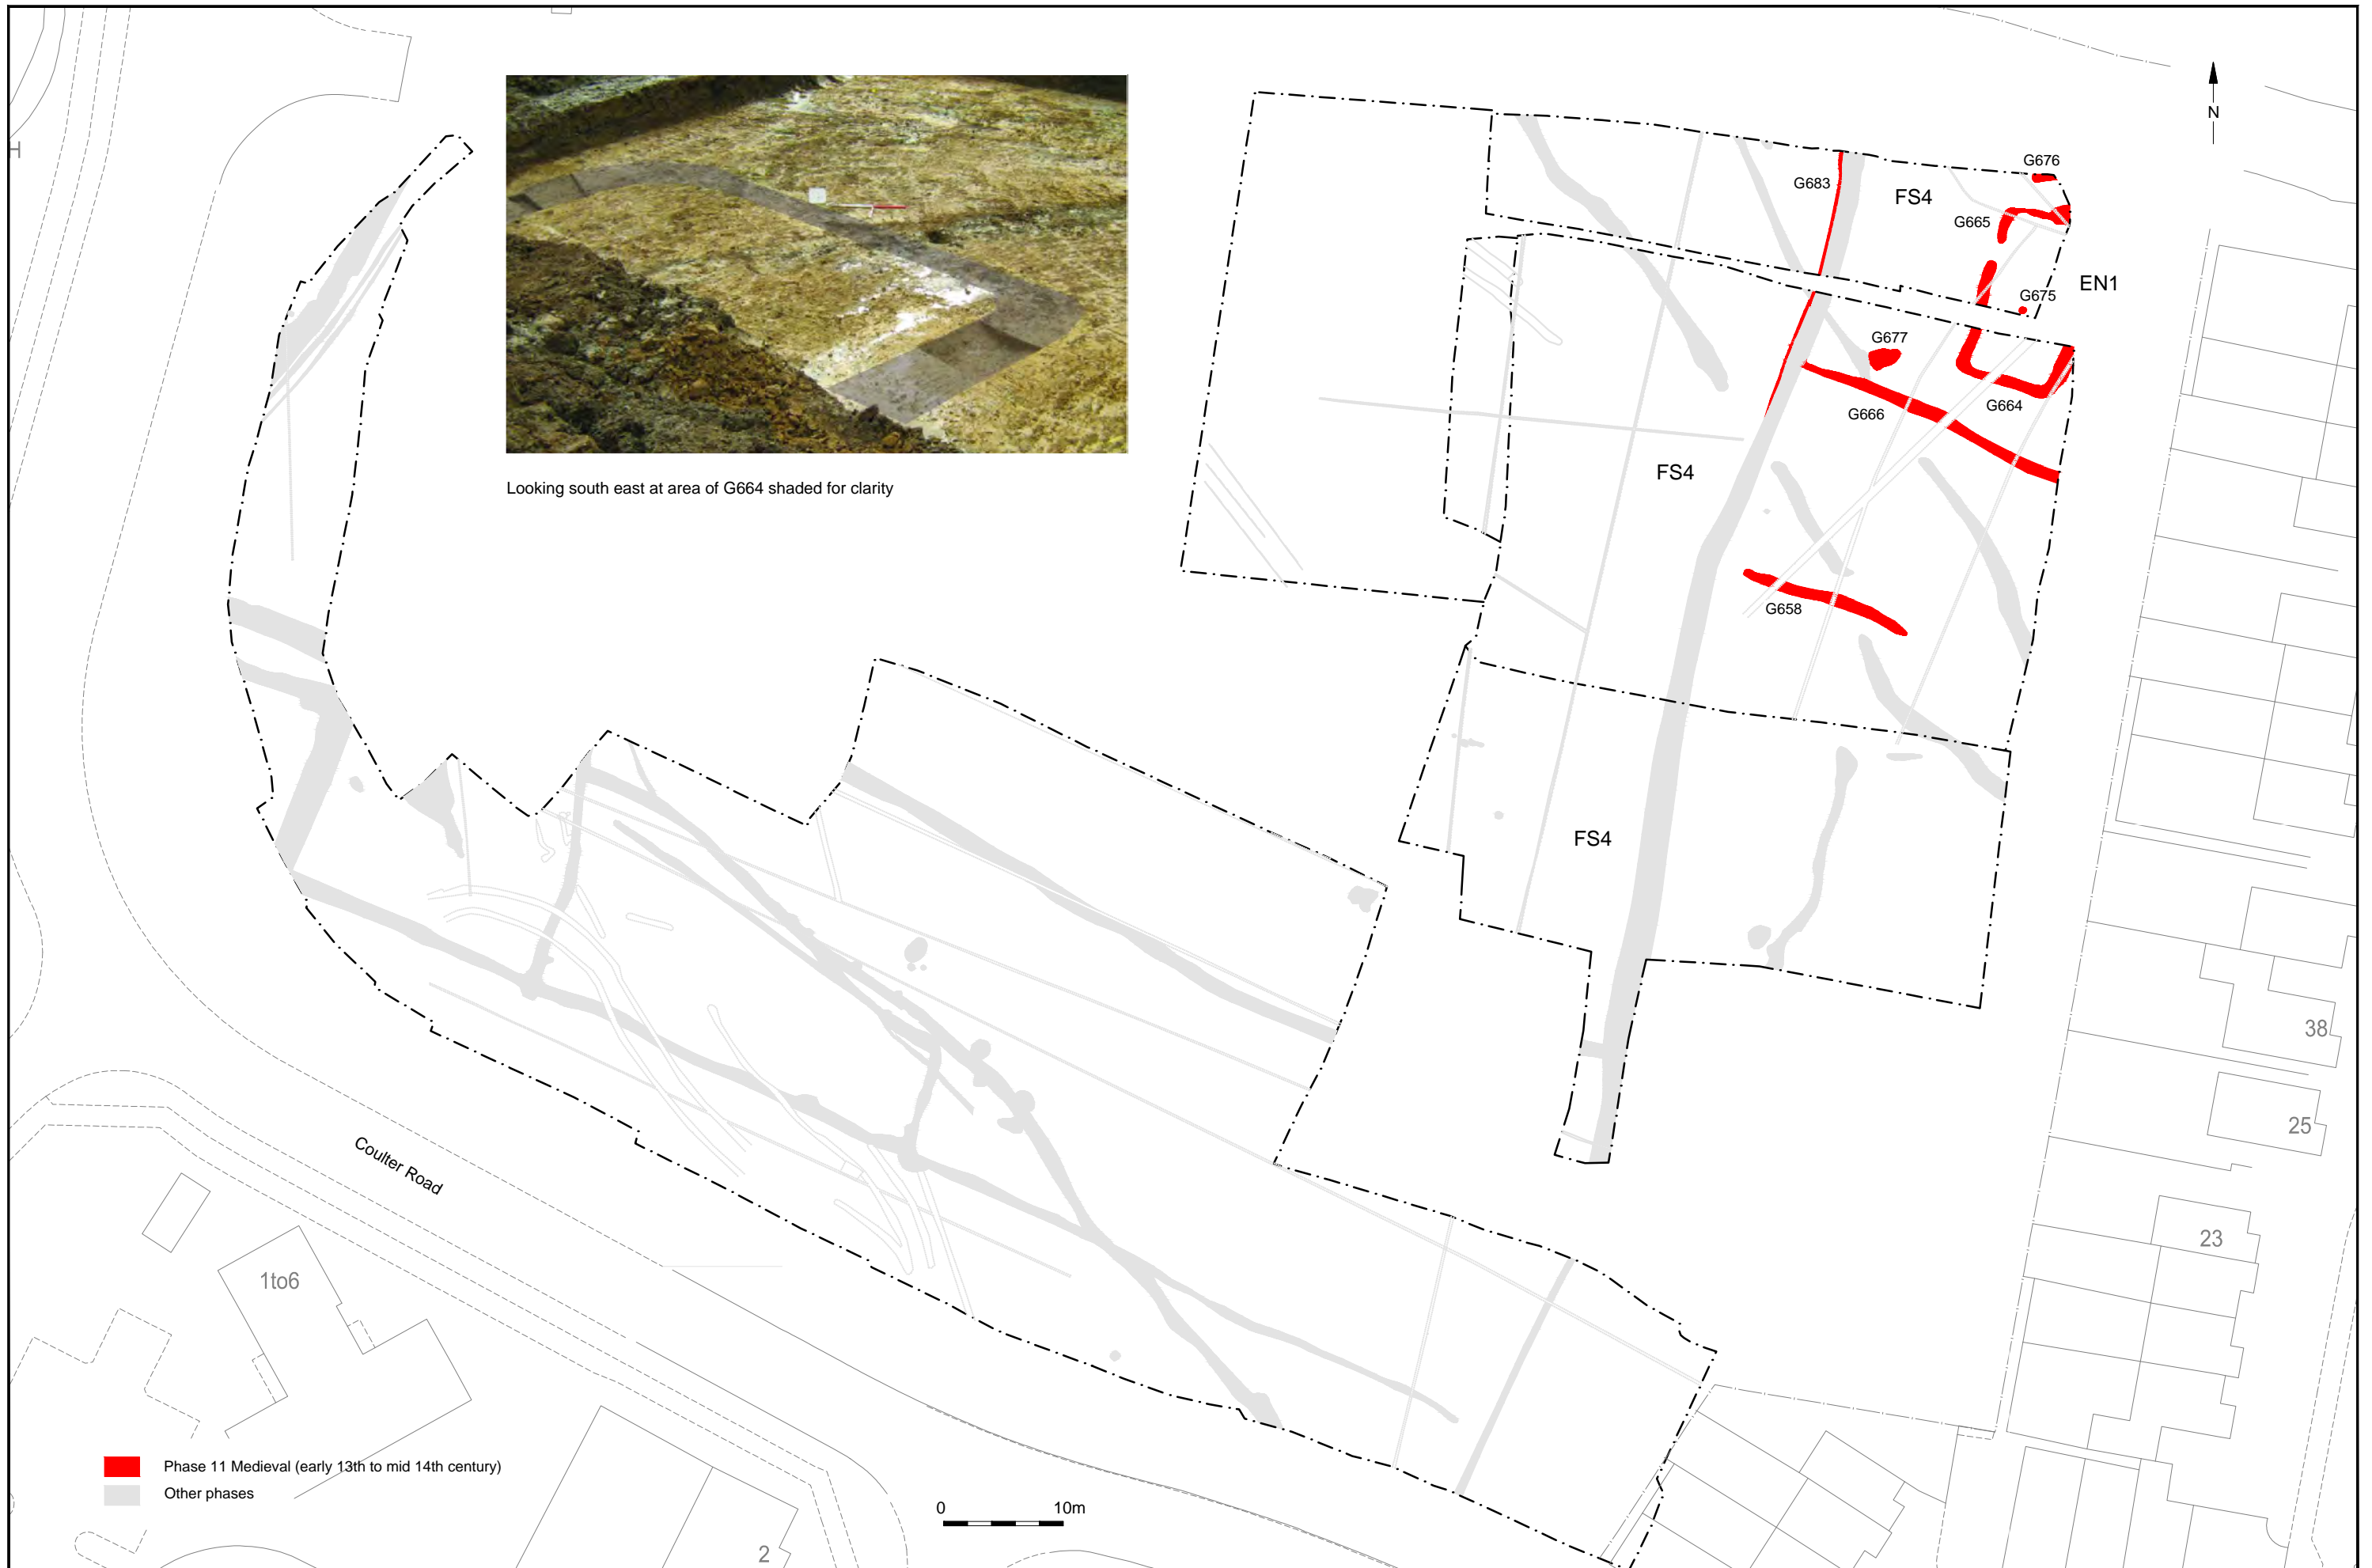 H
N
G676
G683
FS4
G665
EN1
G675
G677
G664
G666
FS4
Looking south east at area of G664 shaded for clarity
G658
FS4
38
25
Coulter Road
23
1to6
Phase 11 Medieval (early 13th to mid 14th century)
Other phases
0 10m
2